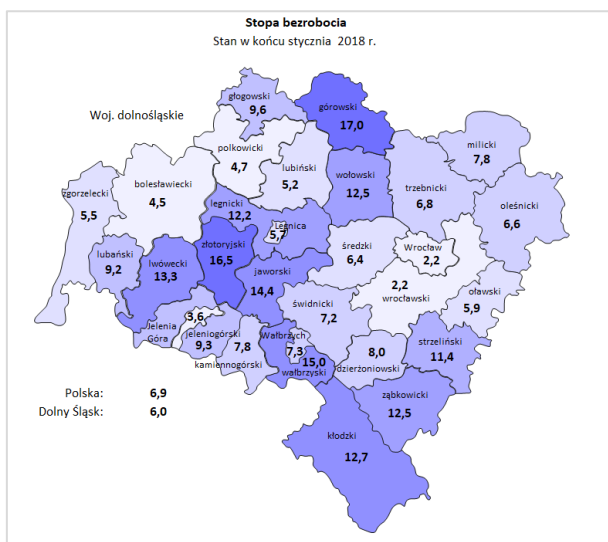 Stopa bezrobocia
Stan w końcu stycznia 2018 r.
Woj. dolnośląskie
głogowski
9,6
górowski
17,0
polkowicki
4,7
lubiński
5,2
wołowski
12,5
milicki
7,8
trzebnicki
6,8
oleśnicki
6,6
zgorzelecki
5,5
bolesławiecki
4,5
legnicki
12,2
Legnica
5,7
lubański
9,2
lwówecki
13,3
złotoryjski
16,5
jaworski
14,4
średzki
6,4
Wrocław
2,2
2,2
wrocławski
oławski
5,9
3,6
Jelenia
Góra
jeleniogórski
9,3
7,8
kamiennogórski
świdnicki
7,2
Wałbrzych
7,3
15,0
wałbrzyski
8,0
dzierżoniowski
strzeliński
11,4
ząbkowicki
12,5
kłodzki
12,7
Polska: 6,9
Dolny Śląsk: 6,0